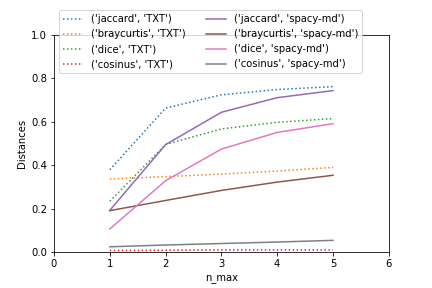 ('jaccard', 'TXT') ('jaccard', 'spacy-md')
('braycurtis', 'TXT') ('braycurtis', 'spacy-md')
('dice', 'TXT') ('dice', 'spacy-md')
('cosinus', 'TXT') ('cosinus', 'spacy-md')
1.0
0.8
0.6
0.4
0.2
0.0
Distances
0 1 2 3 4 5 6
n_max